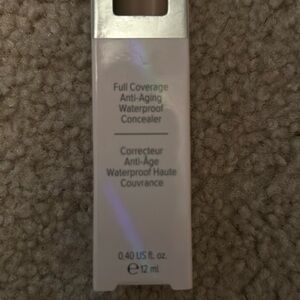 Full Coverage
Anti-Aging
Waterproof
Concealer
Correcteur
Anti-Âge
Waterproof Haute
Couvrance
0.40 US fl. oz.
℮12 ml